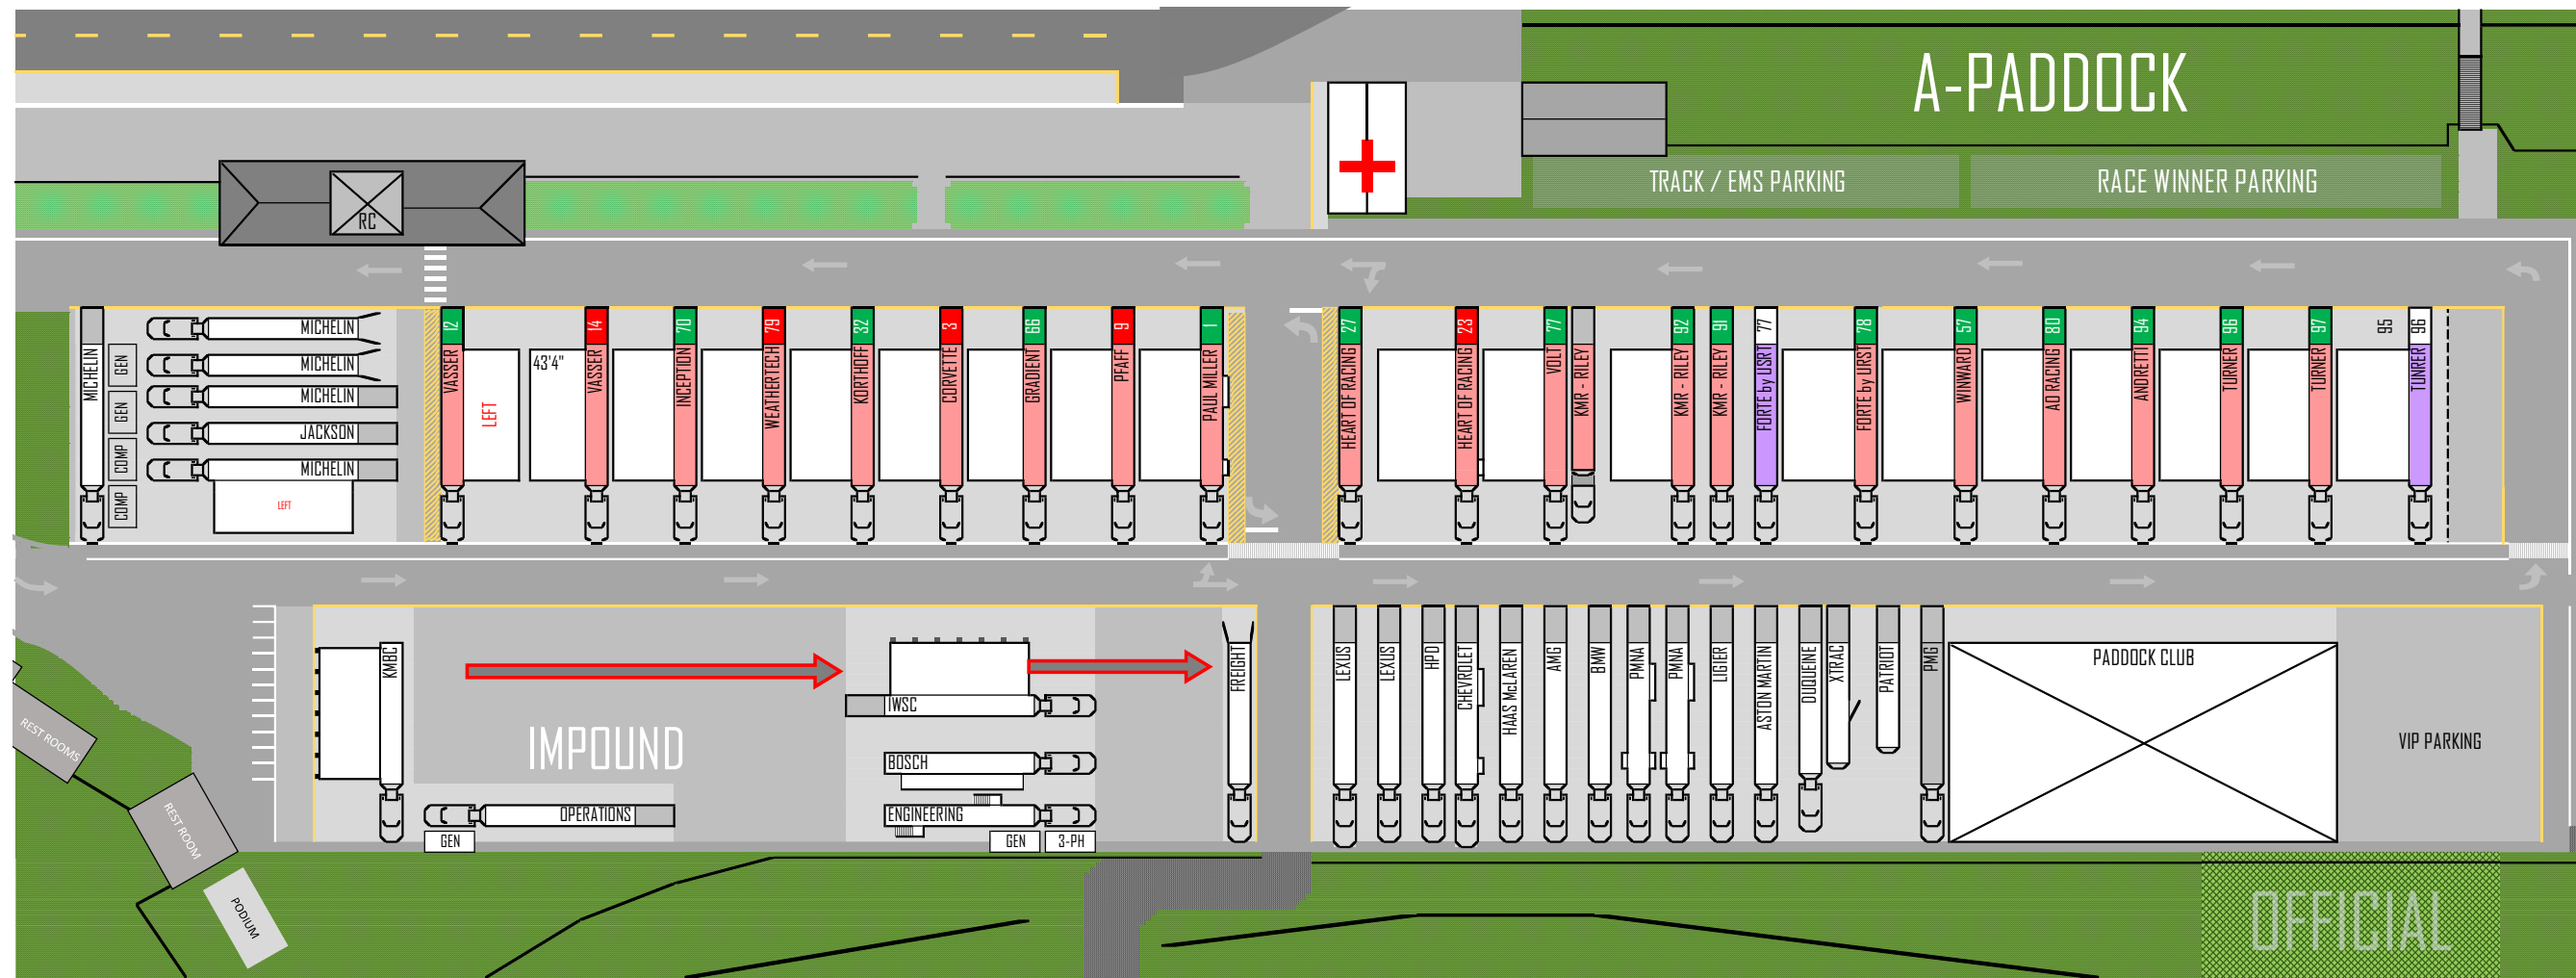 A-PADDOCK
TRACK / EMS PARKING
RACE WINNER PARKING
RC
MICHELIN
GEN
GEN
COMP
COMP
MICHELIN
MICHELIN
MICHELIN
JACKSON
MICHELIN
LEFT
12
VASSER
LEFT
43'4"
14
VASSER
70
INCEPTION
79
WEATHERTECH
32
KORTHOFF
3
CORVETTE
66
GRADIENT
9
PFAFF
1
PAUL MILLER
27
HEART OF RACING
23
HEART OF RACING
77
VOLT
KMR - RILEY
92
KMR - RILEY
91
KMR - RILEY
77
FORTE by USRT
78
FORTE by URST
57
WINWARD
80
AO RACING
94
ANDRETTI
96
TURNER
97
TURNER
95
96
TUNRER
KMBC
IMPOUND
OPERATIONS
GEN
IWSC
BOSCH
ENGINEERING
GEN
3-PH
FREIGHT
LEXUS
LEXUS
HPD
CHEVROLET
HAAS McLAREN
AMG
BMW
PMNA
PMNA
LIGIER
ASTON MARTIN
DUQUEINE
XTRAC
PATRIOT
PMG
PADDOCK CLUB
VIP PARKING
REST ROOMS
REST ROOM
PODIUM
OFFICIAL